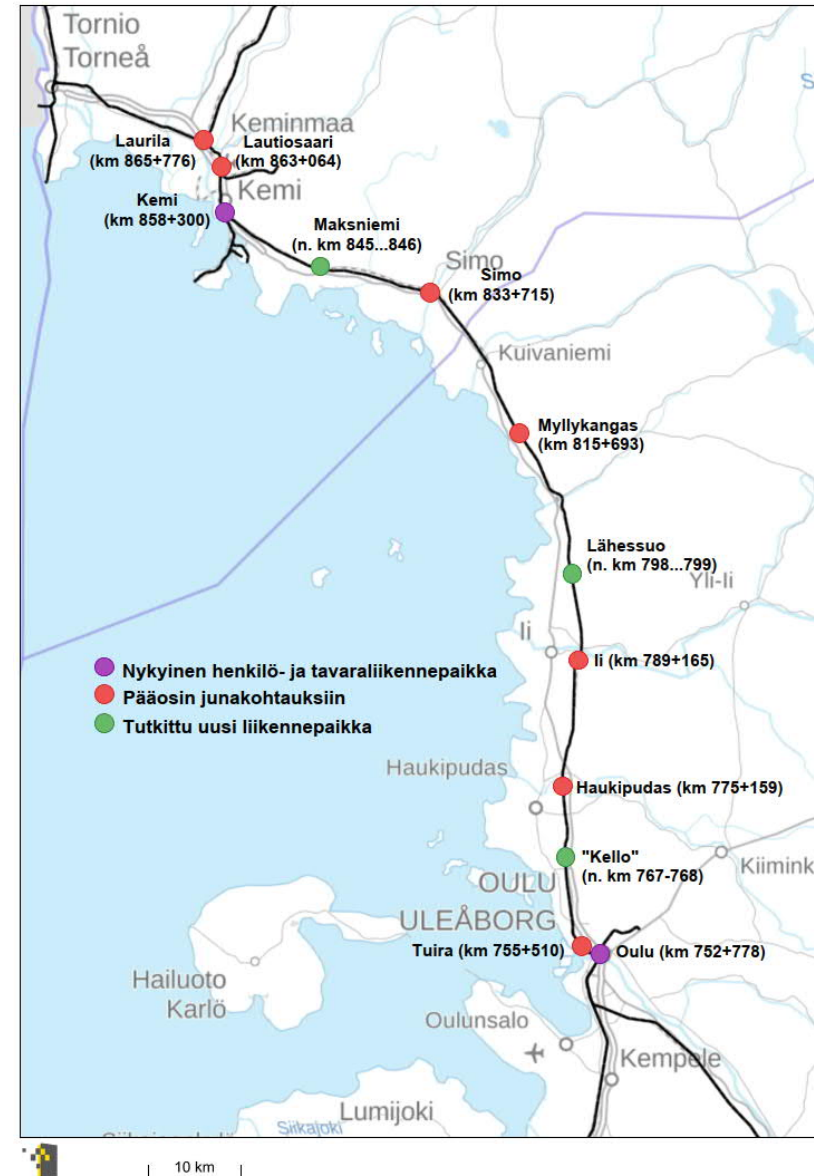 Tornio
Torneå
Keminmaa
Laurila
(km 865+776)
Lautiosaari
(km 863+064)
Kemi
Kemi
(km 858+300)
Maksniemi
(n. km 845...846)
Simo
Simo
(km 833+715)
Kuivaniemi
Myllykangas
(km 815+693)
Lähessuo
(n. km 798...799)
Yli-Ii
Ii
Ii (km 789+165)
Nykyinen henkilö- ja tavaraliikennepaikka
Pääosin junakohtauksiin
Tutkittu uusi liikennepaikka
Haukipudas
Haukipudas (km 775+159)
"Kello"
(n. km 767-768)
Kiimink
OULU
ULEÅBORG
Tuira (km 755+510)
Oulu (km 752+778)
Hailuoto
Karlö
Oulunsalo
Kempele
Lumijoki
Siikajoki
10 km